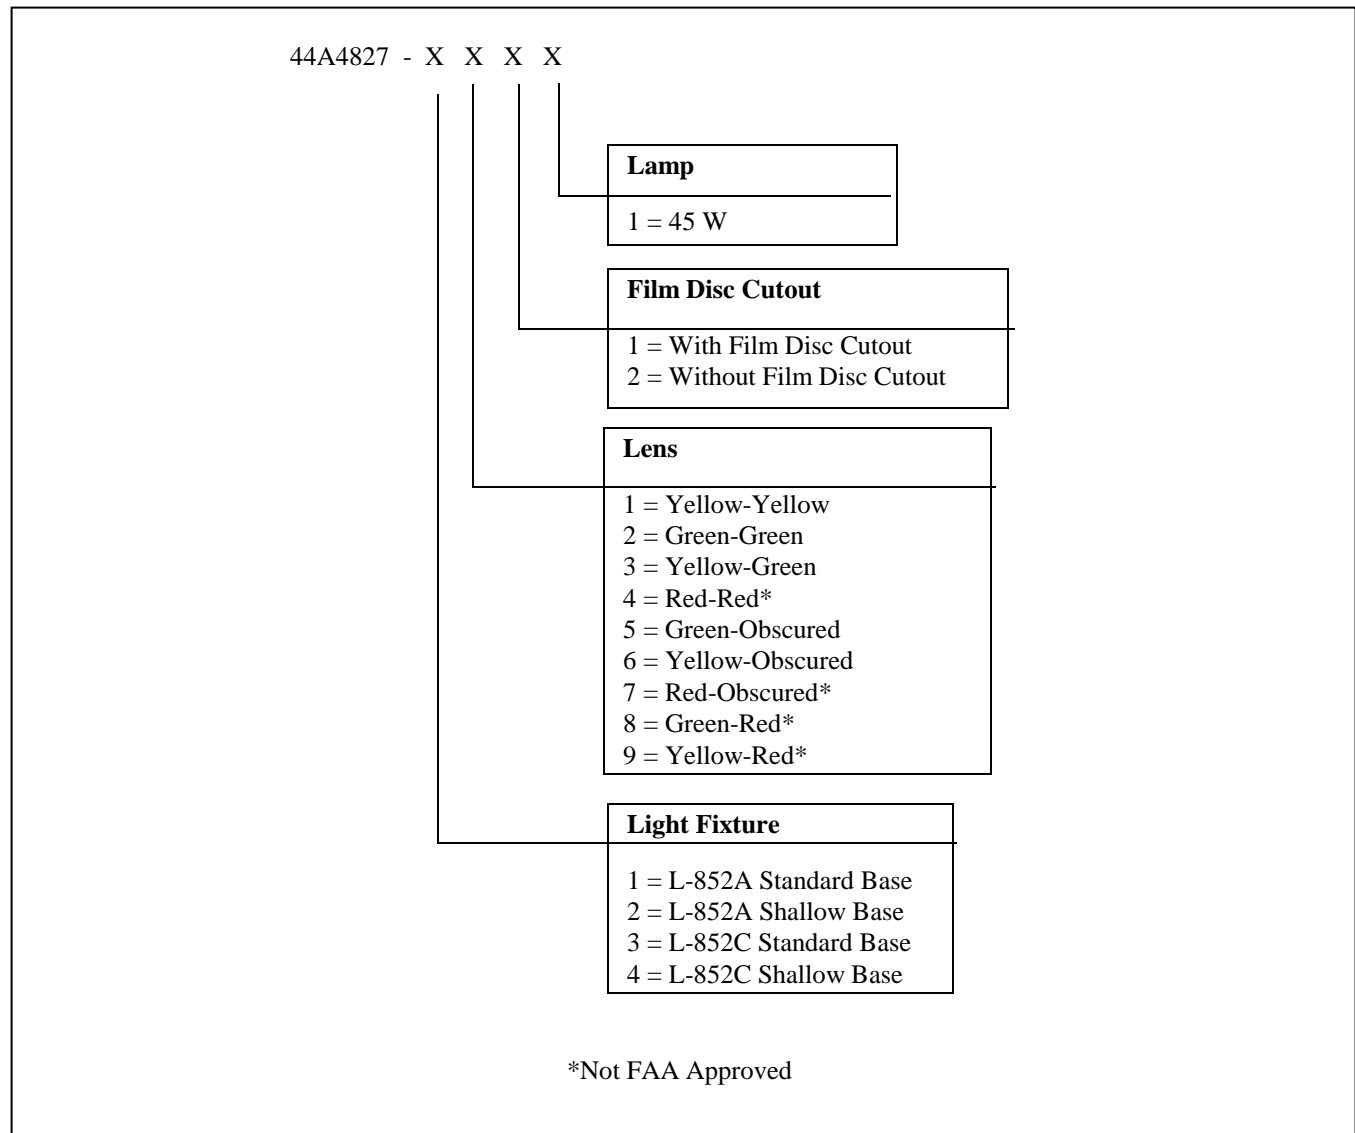 44A4827 - X X X X
Lamp
1 = 45 W
Film Disc Cutout
1 = With Film Disc Cutout
2 = Without Film Disc Cutout
Lens
1 = Yellow-Yellow
2 = Green-Green
3 = Yellow-Green
4 = Red-Red*
5 = Green-Obscured
6 = Yellow-Obscured
7 = Red-Obscured*
8 = Green-Red*
9 = Yellow-Red*
Light Fixture
1 = L-852A Standard Base
2 = L-852A Shallow Base
3 = L-852C Standard Base
4 = L-852C Shallow Base
*Not FAA Approved